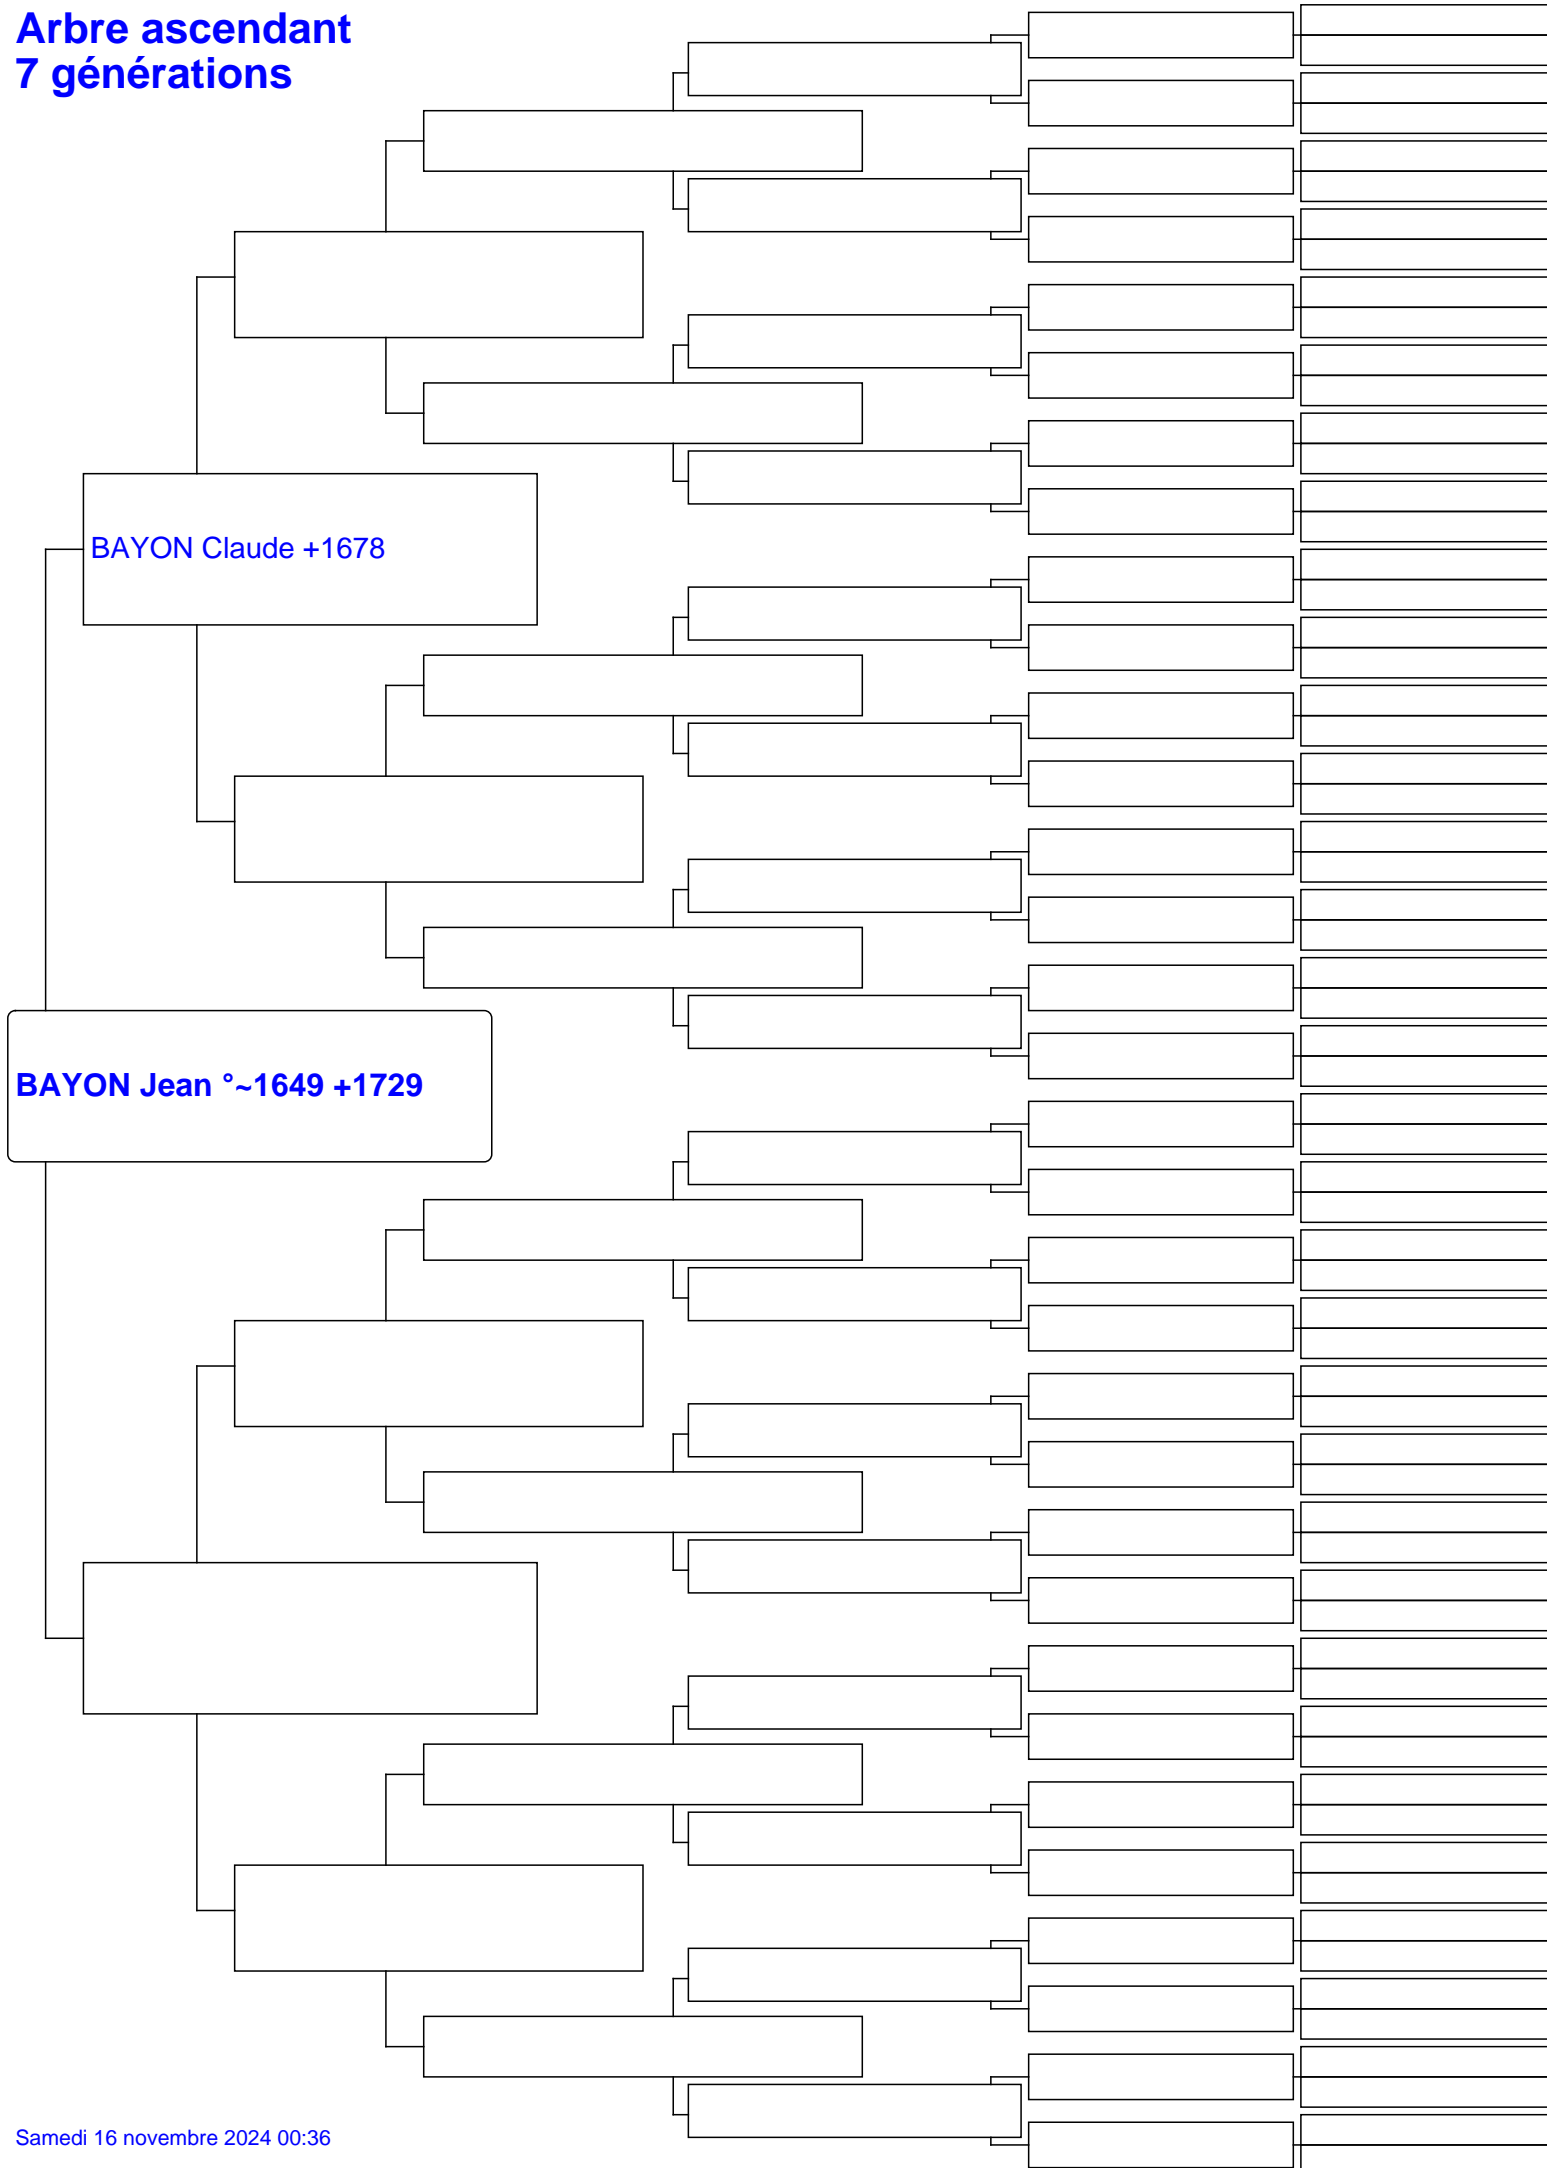 Arbre ascendant
7 générations
BAYON Claude +1678
BAYON Jean °~1649 +1729
Samedi 16 novembre 2024 00:36